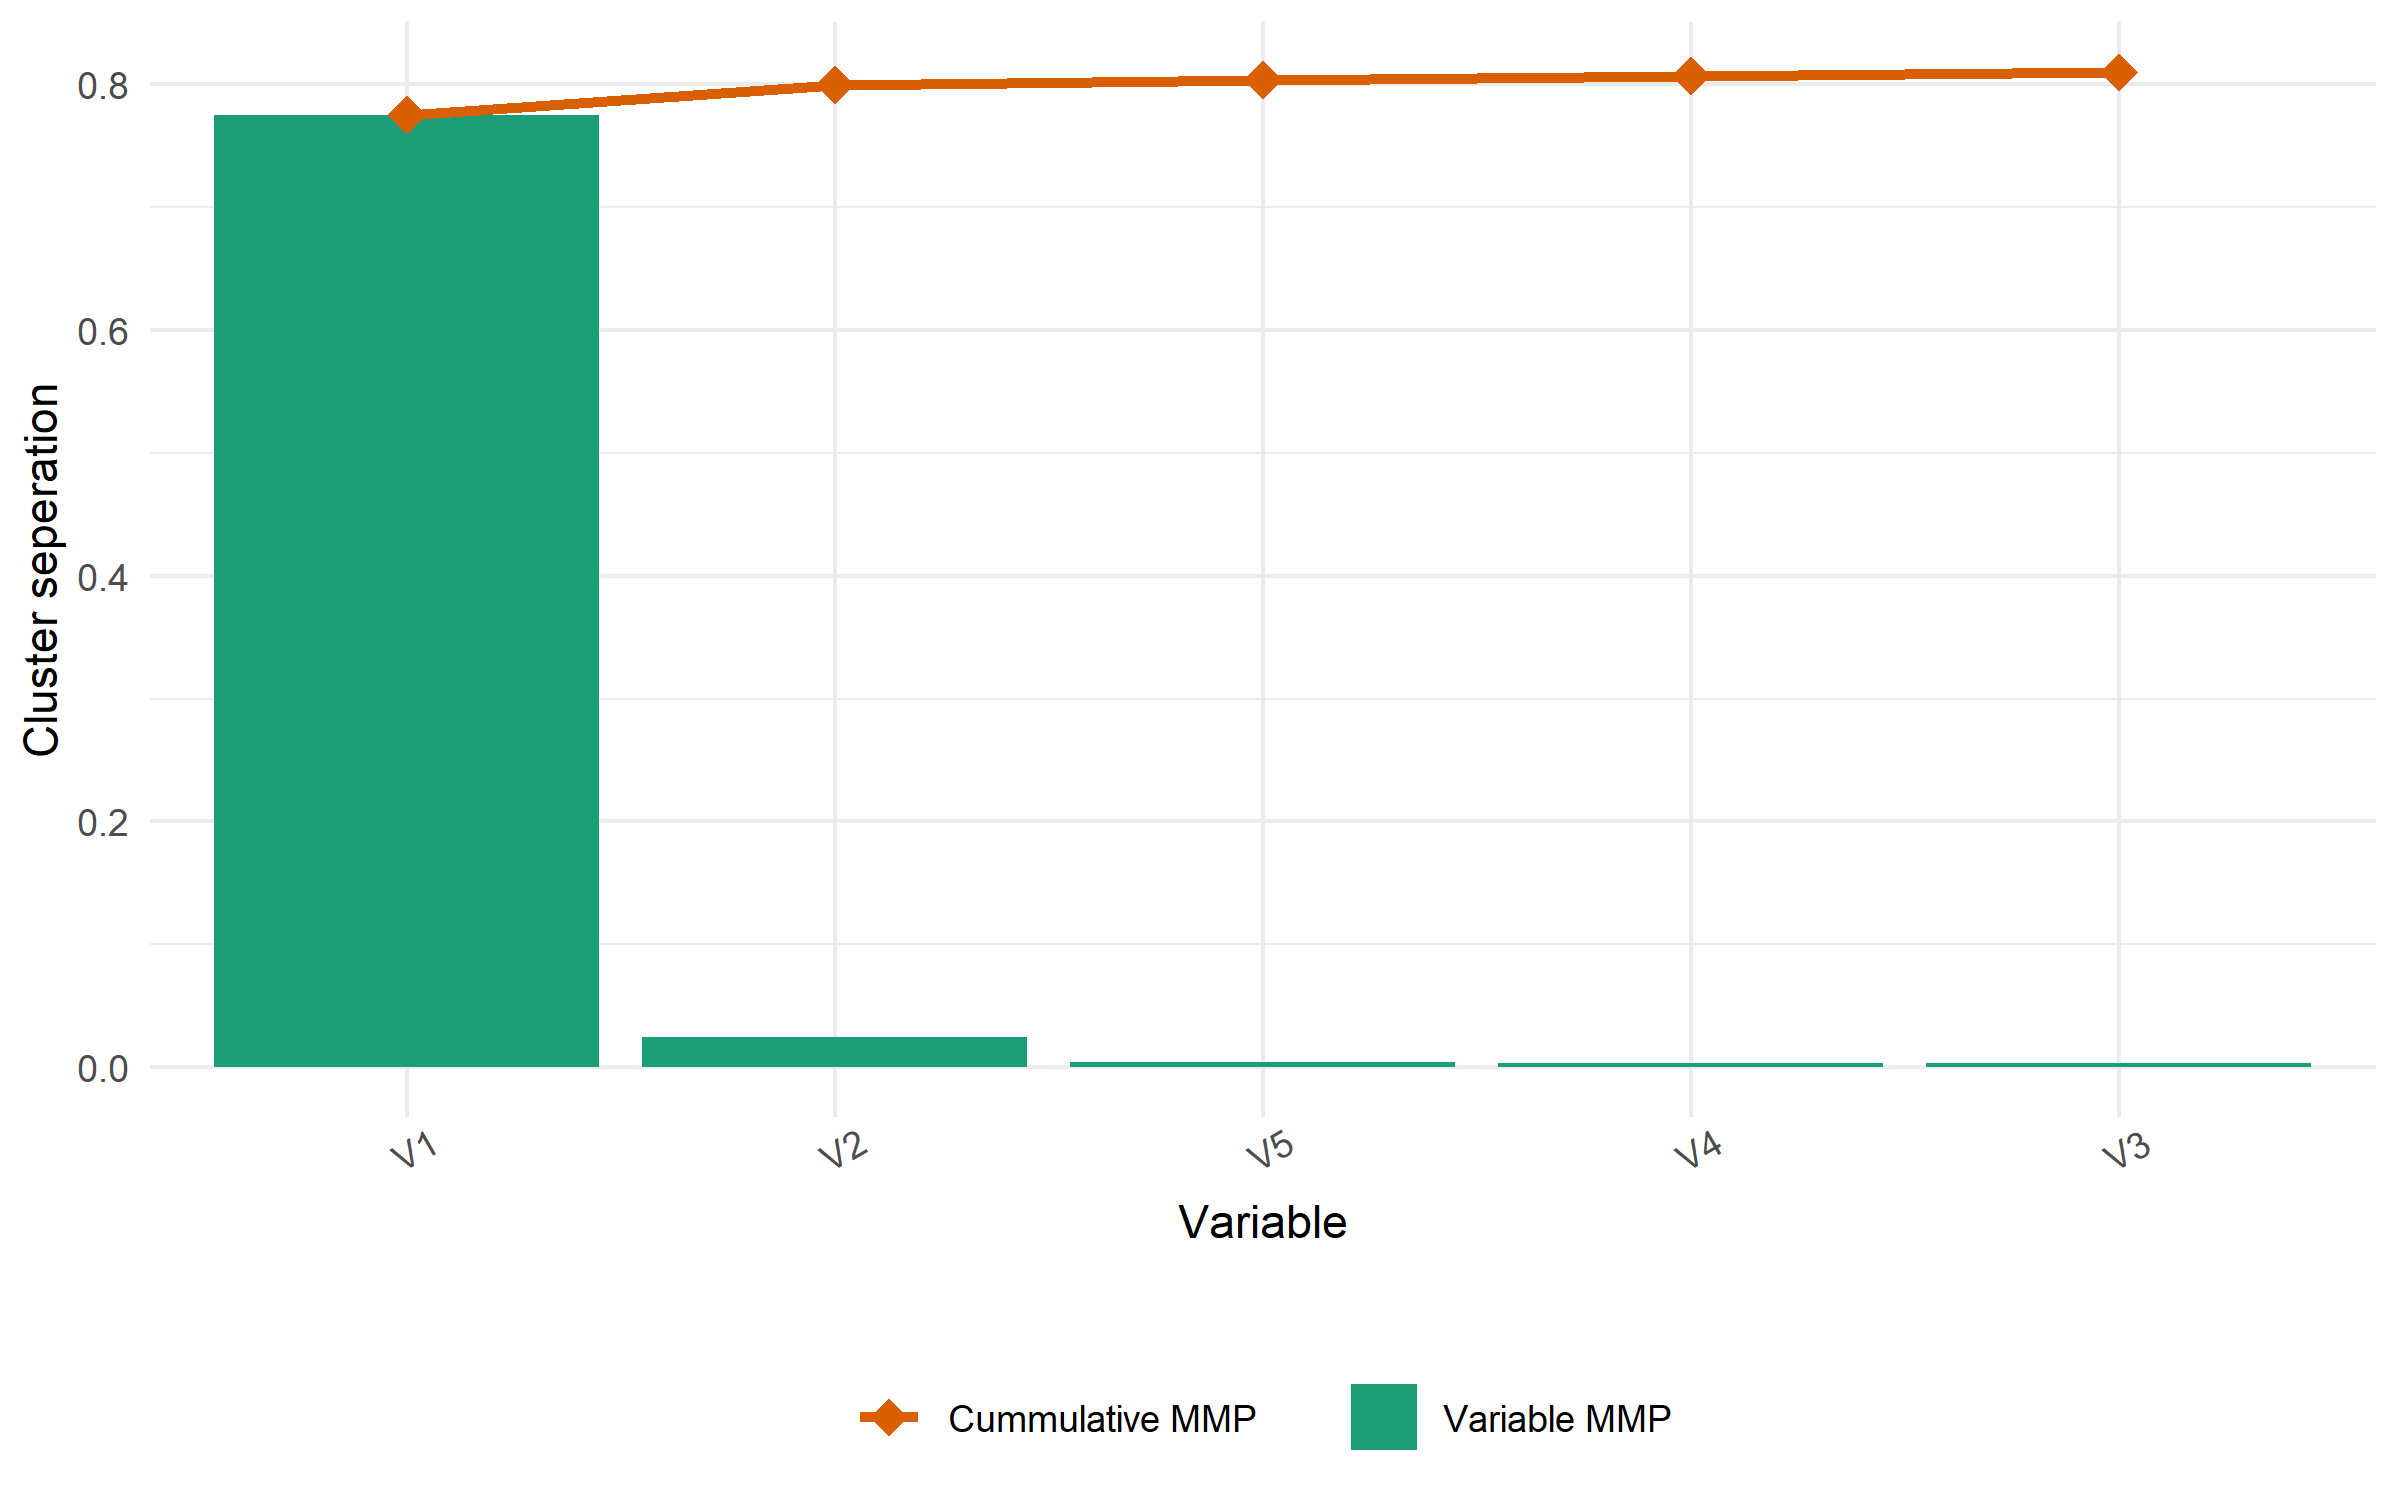 Cluster seperation
0.8
0.6
0.4
0.2
0.0
V1
V2
V5
V4
V3
Variable
Cummulative MMP
Variable MMP